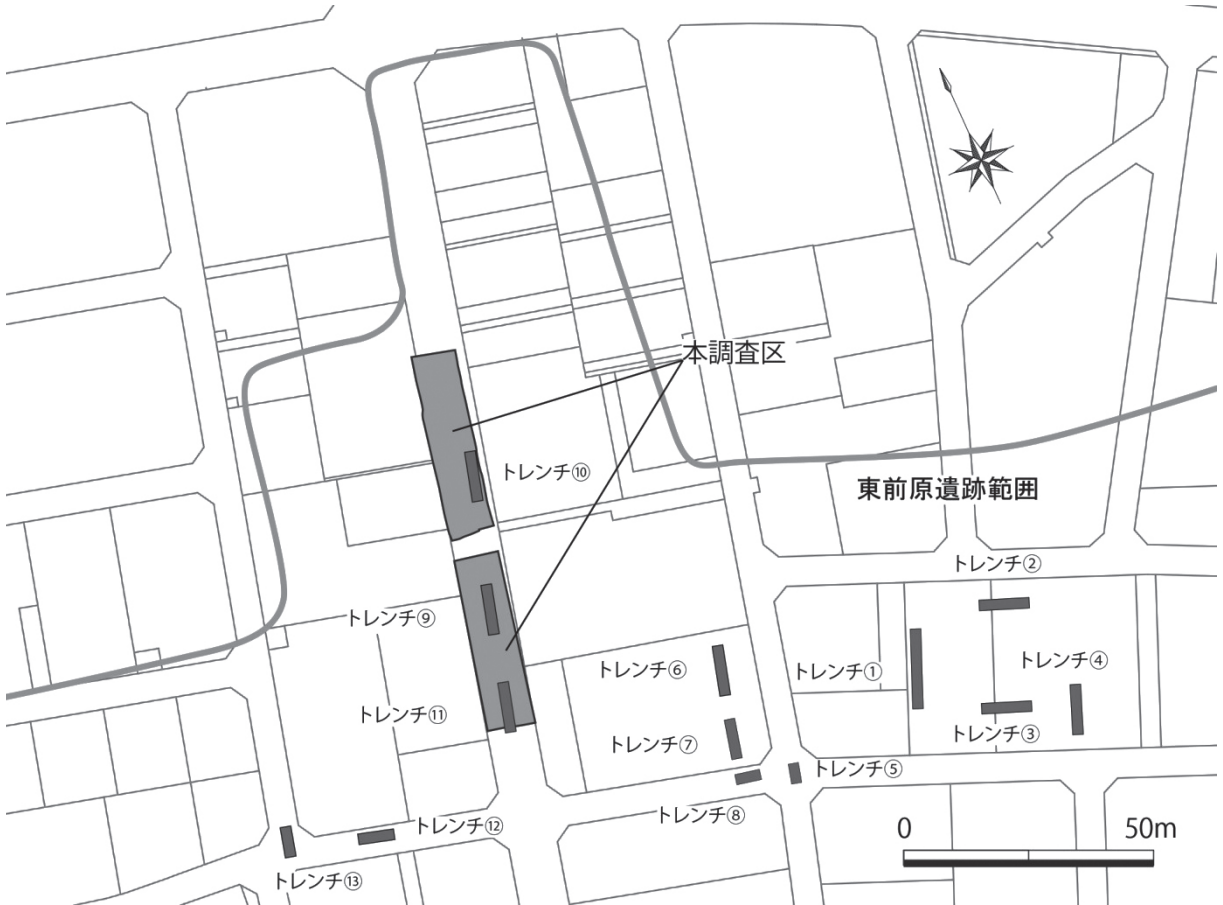 本調査区
トレンチ⑩
東前原遺跡範囲
トレンチ②
トレンチ⑨
トレンチ⑥
トレンチ①
トレンチ④
トレンチ⑪
トレンチ⑦
トレンチ③
トレンチ⑤
トレンチ⑧
トレンチ⑫
トレンチ⑬
0
50m